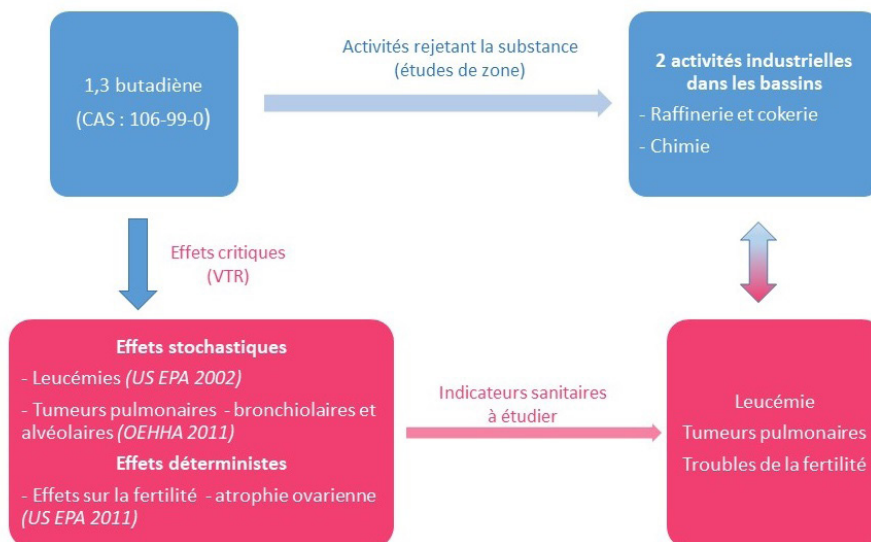 1,3 butadiène
(CAS : 106-99-0)
Activités rejetant la substance
(études de zone)
2 activités industrielles
dans les bassins
- Raffinerie et cokerie
- Chimie
Effets critiques
(VTR)
Effets stochastiques
- Leucémies (US EPA 2002)
- Tumeurs pulmonaires - bronchiolaires et
alvéolaires (OEHHA 2011)
Effets déterministes
- Effets sur la fertilité - atrophie ovarienne
(US EPA 2011)
Indicateurs sanitaires
à étudier
Leucémie
Tumeurs pulmonaires
Troubles de la fertilité